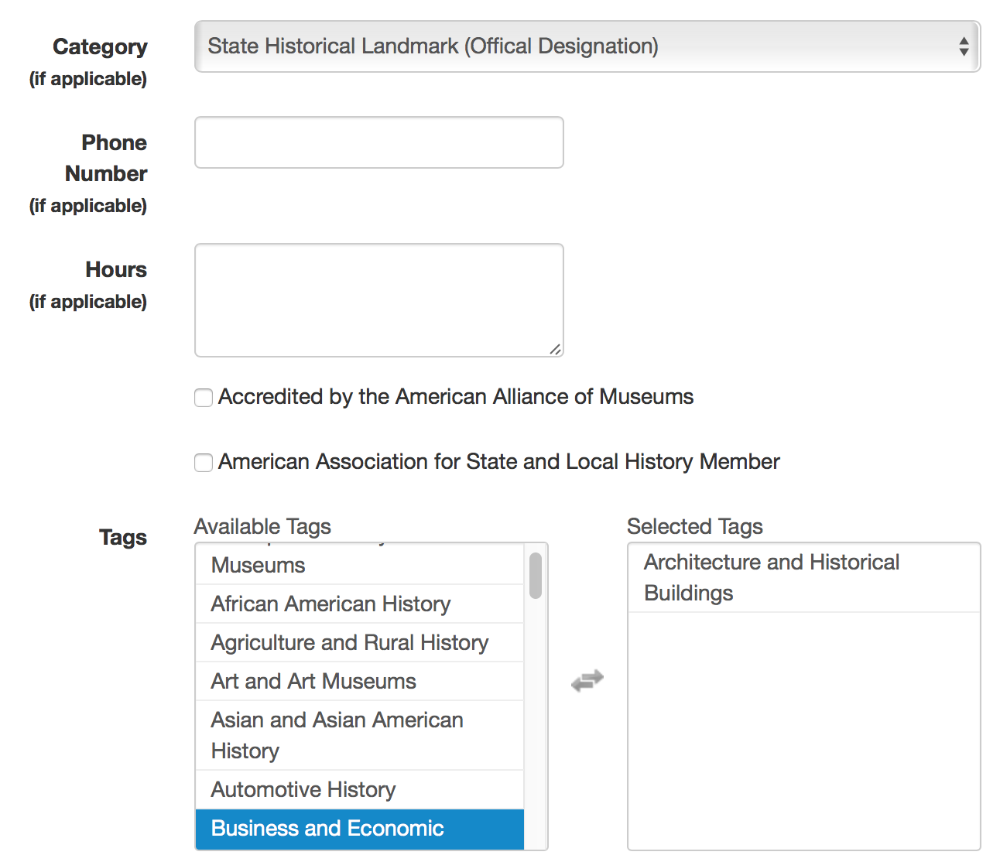 Category
(if applicable)
State Historical Landmark (Offical Designation)
Phone
Number
(if applicable)
Hours
(if applicable)
Accredited by the American Alliance of Museums
American Association for State and Local History Member
Tags
Available Tags
Museums
African American History
Agriculture and Rural History
Art and Art Museums
Asian and Asian American
History
Automotive History
Business and Economic
Selected Tags
Architecture and Historical
Buildings